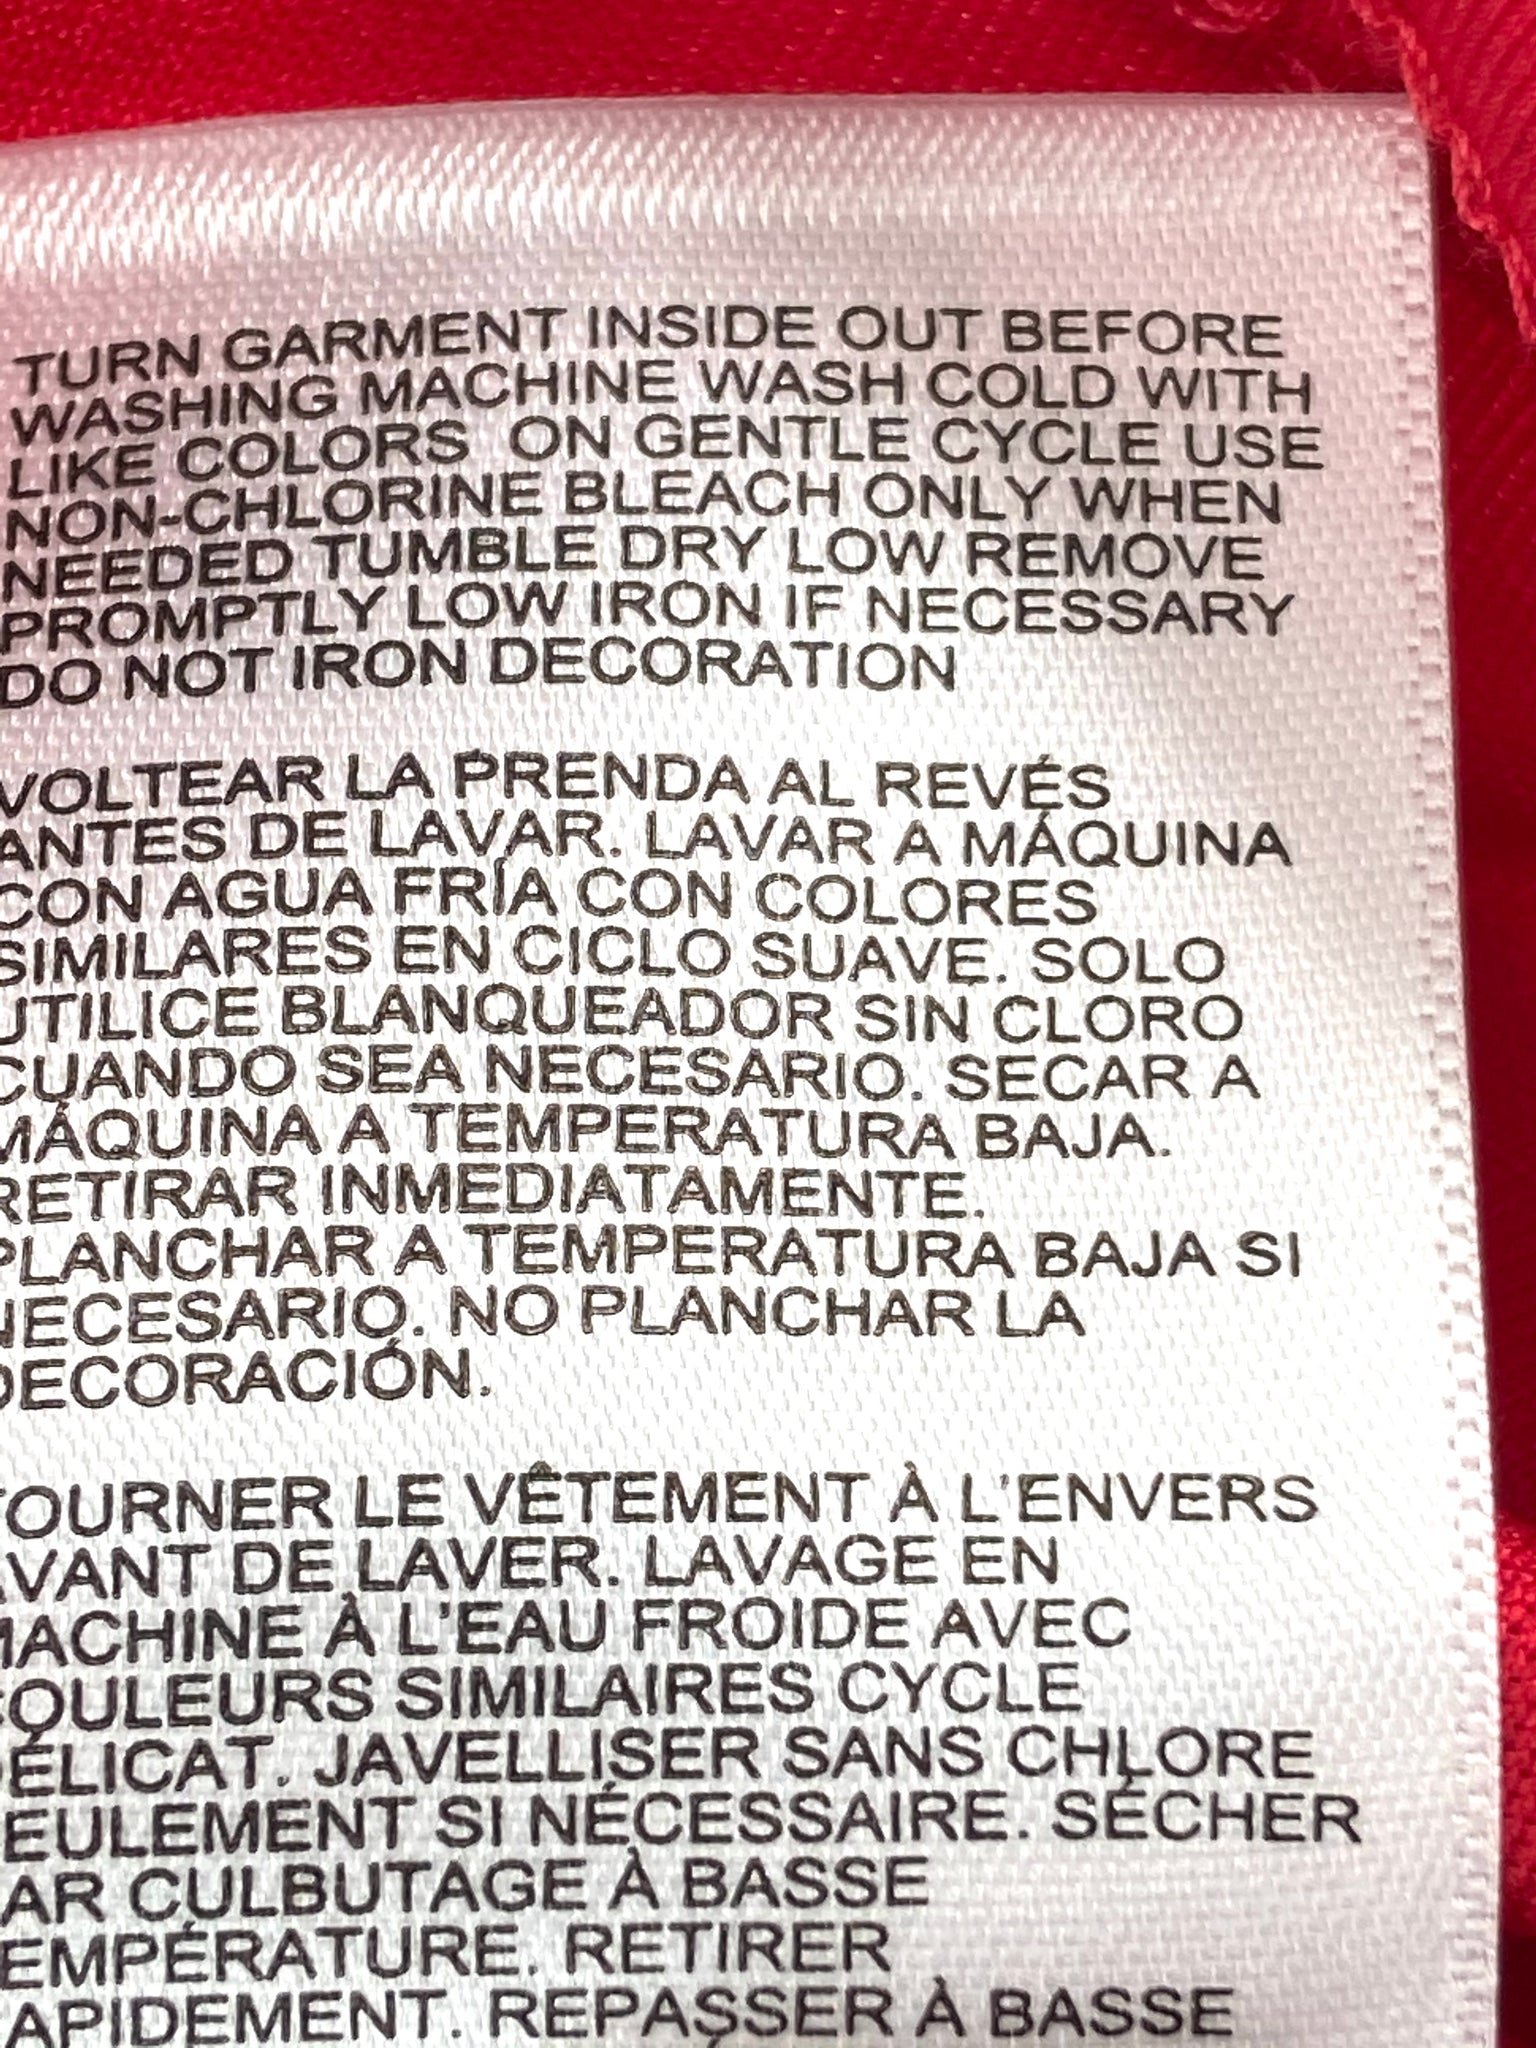 TURN GARMENT INSIDE OUT BEFORE
WASHING MACHINE WASH COLD WITH
LIKE COLORS ON GENTLE CYCLE USE
NON-CHLORINE BLEACH ONLY WHEN
NEEDED TUMBLE DRY LOW REMOVE
PROMPTLY LOW IRON IF NECESSARY
DO NOT IRON DECORATION
VOLTEAR LA PRENDA AL REVÉS
ANTES DE LAVAR. LAVAR A MÁQUINA
CON AGUA FRÍA CON COLORES
SIMILARES EN CICLO SUAVE. SOLO
UTILICE BLANQUEADOR SIN CLORO
CUANDO SEA NECESARIO. SECAR A
MÁQUINA A TEMPERATURA BAJA.
RETIRAR INMEDIATAMENTE.
PLANCHAR A TEMPERATURA BAJA SI
NECESARIO. NO PLANCHAR LA
DECORACIÓN.
TOURNER LE VÊTEMENT À L'ENVERS
AVANT DE LAVER. LAVAGE EN
MACHINE À L'EAU FROIDE AVEC
COULEURS SIMILAIRES CYCLE
DÉLICAT. JAVELLISER SANS CHLORE
EULEMENT SI NÉCESSAIRE. SÉCHER
AR CULBUTAGE À BASSE
EMPÉRATURE. RETIRER
APIDEMENT. REPASSER À BASSE